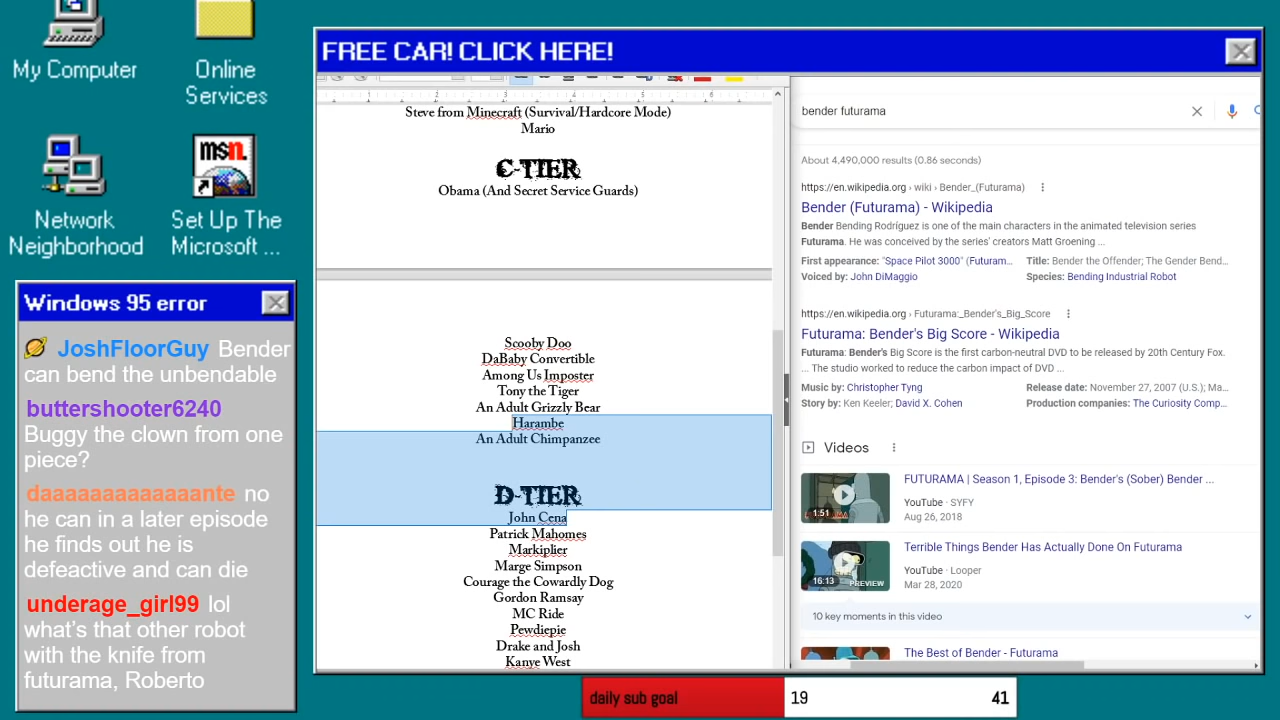 My Computer
Online
Services
Network
Neighborhood
msn.
Set Up The
Microsoft ...
Windows 95 error
JoshFloorGuy Bender
can bend the unbendable
buttershooter6240
Buggy the clown from one
piece?
daaaaaaaaaaaaante no
he can in a later episode
he finds out he is
defeactive and can die
underage_girl99 lol
what's that other robot
with the knife from
futurama, Roberto
FREE CAR! CLICK HERE!
1 2 3 4 5 6
Steve from Minecraft (Survival/Hardcore Mode)
Mario
C-TIER
Obama (And Secret Service Guards)
Scooby Doo
DaBaby Convertible
Among Us Imposter
Tony the Tiger
An Adult Grizzly Bear
Harambe
An Adult Chimpanzee
D-TIER
John Cena
Patrick Mahomes
Markiplier
Marge Simpson
Courage the Cowardly Dog
Gordon Ramsay
MC Ride
Pewdiepie
Drake and Josh
Kanye West
bender futurama
About 4,490,000 results (0.86 seconds)
https://en.wikipedia.org › wiki › Bender_(Futurama)
Bender (Futurama) - Wikipedia
Bender Bending Rodríguez is one of the main characters in the animated television series
Futurama. He was conceived by the series' creators Matt Groening ...
First appearance: "Space Pilot 3000" (Futuram... Title: Bender the Offender; The Gender Bend...
Voiced by: John DiMaggio Species: Bending Industrial Robot
https://en.wikipedia.org › Futurama:_Bender's_Big_Score
Futurama: Bender's Big Score - Wikipedia
Futurama: Bender's Big Score is the first carbon-neutral DVD to be released by 20th Century Fox.
... The studio worked to reduce the carbon impact of DVD ...
Music by: Christopher Tyng Release date: November 27, 2007 (U.S.); Ma...
Story by: Ken Keeler; David X. Cohen Production companies: The Curiosity Comp...
Videos
FUTURAMA | Season 1, Episode 3: Bender's (Sober) Bender ...
YouTube · SYFY
Aug 26, 2018
1:51
Terrible Things Bender Has Actually Done On Futurama
YouTube · Looper
Mar 28, 2020
16:13 PREVIEW
10 key moments in this video
The Best of Bender - Futurama
daily sub goal 19 41